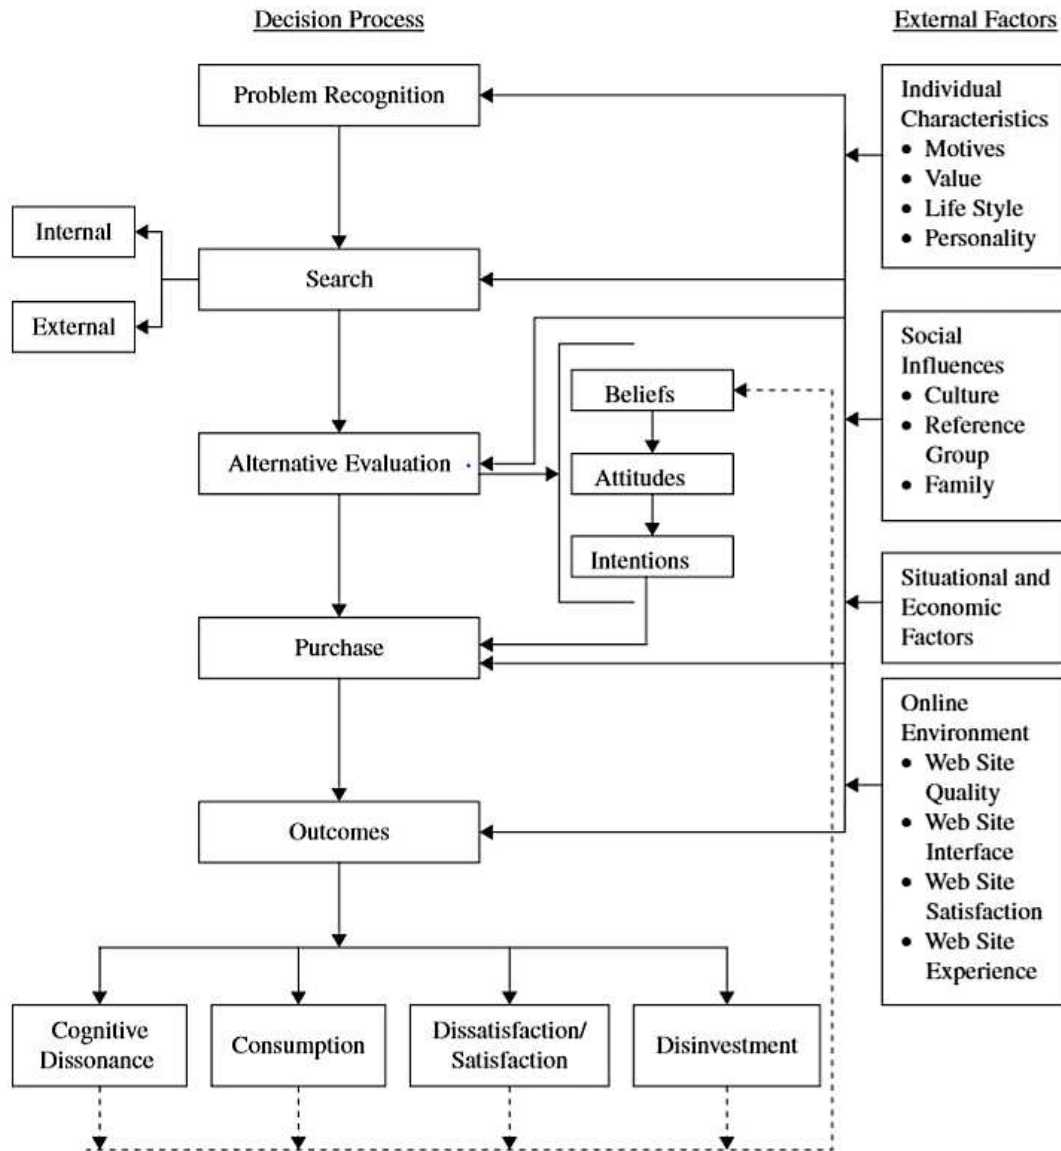 Decision Process
External Factors
Problem Recognition
Individual
Characteristics
• Motives
• Value
• Life Style
• Personality
Internal
Search
External
Social
Influences
• Culture
• Reference
Group
• Family
Beliefs
Alternative Evaluation
Attitudes
Intentions
Situational and
Economic
Factors
Purchase
Online
Environment
• Web Site
Quality
• Web Site
Interface
• Web Site
Satisfaction
• Web Site
Experience
Outcomes
Cognitive
Dissonance
Consumption
Dissatisfaction/
Satisfaction
Disinvestment